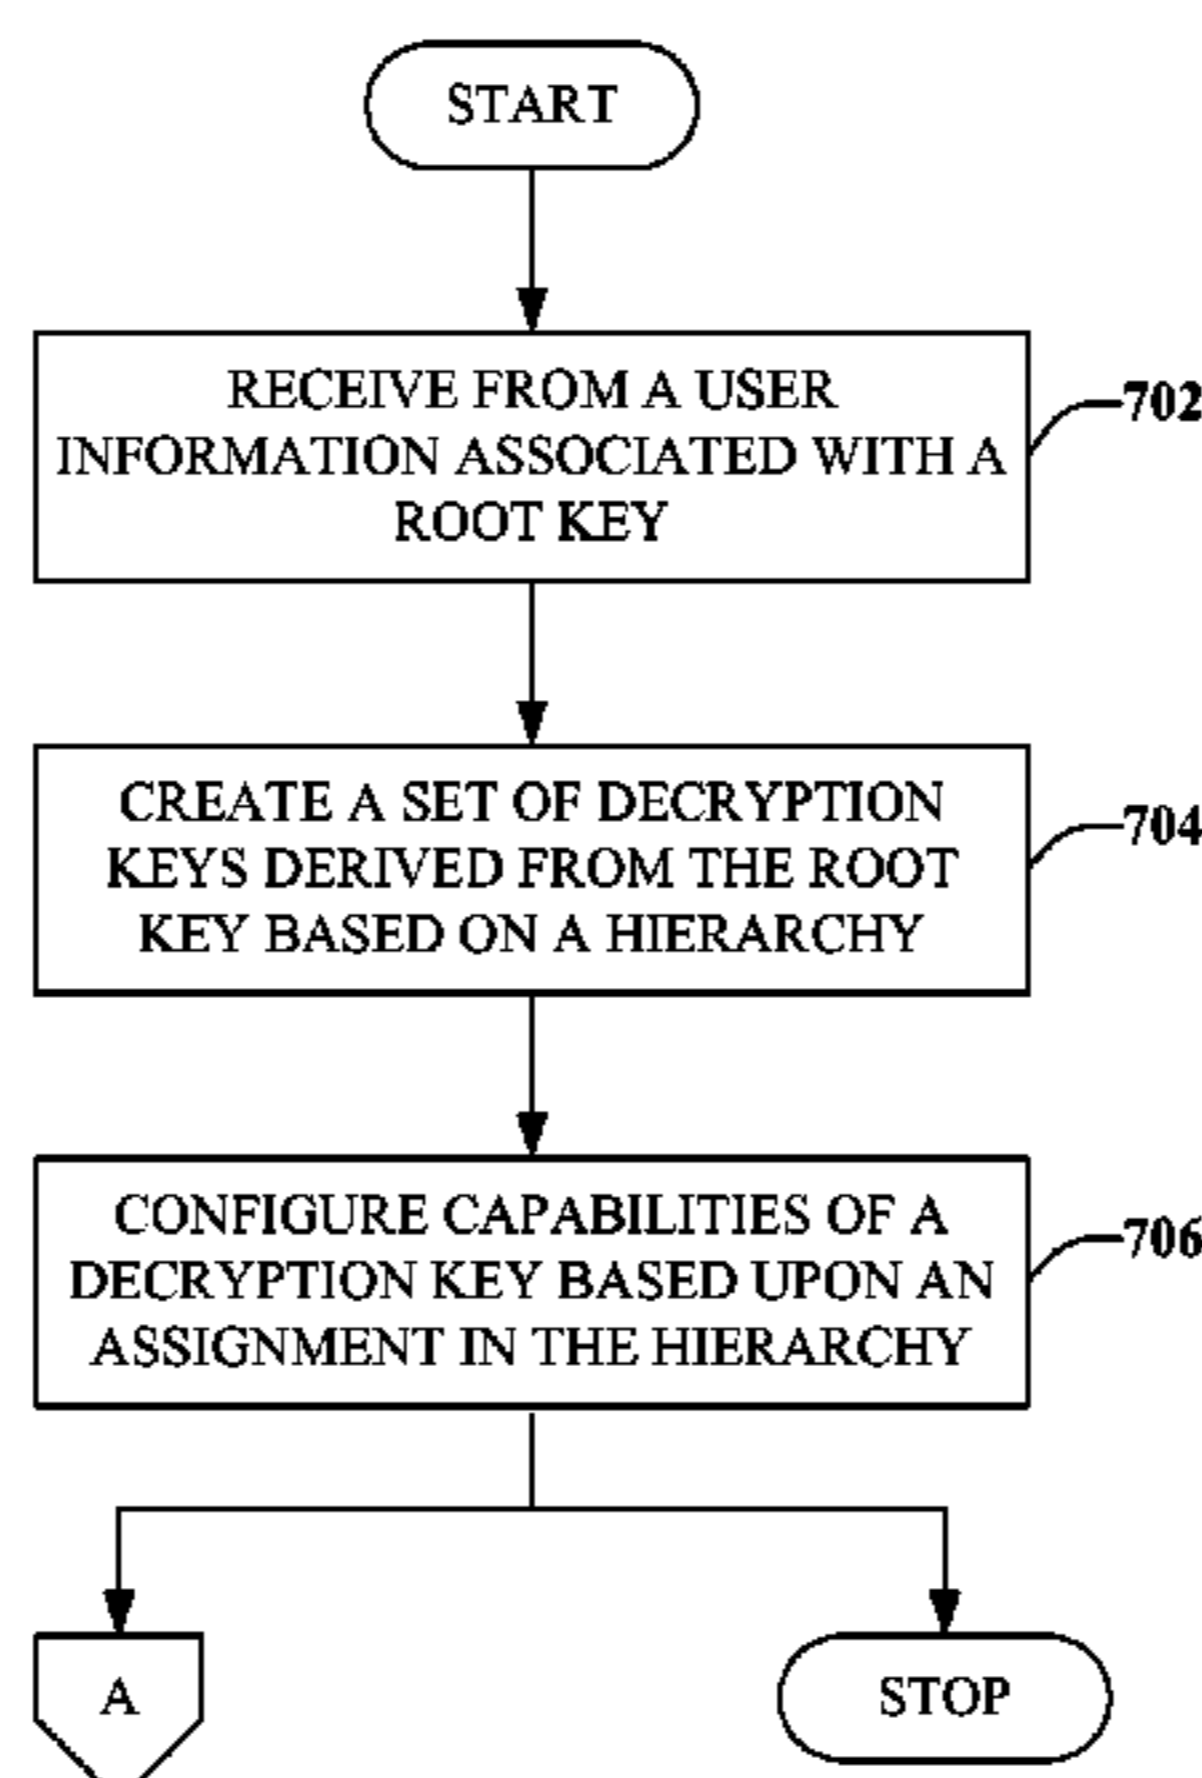 START
RECEIVE FROM A USER
INFORMATION ASSOCIATED WITH A
ROOT KEY
702
CREATE A SET OF DECRYPTION
KEYS DERIVED FROM THE ROOT
KEY BASED ON A HIERARCHY
704
CONFIGURE CAPABILITIES OF A
DECRYPTION KEY BASED UPON AN
ASSIGNMENT IN THE HIERARCHY
706
A
STOP